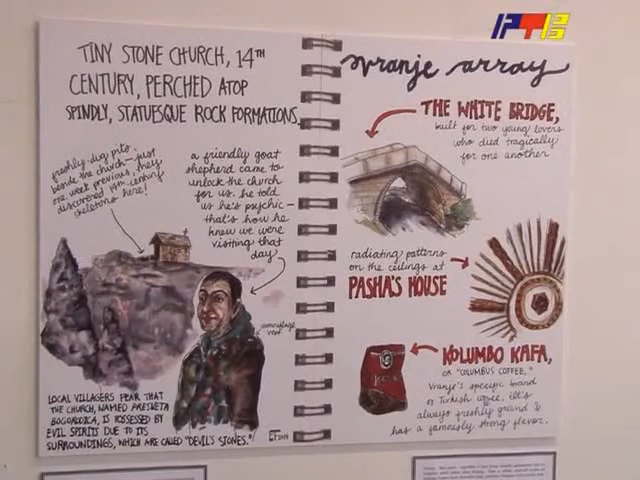 TINY STONE CHURCH, 14TH
CENTURY, PERCHED ATOP
SPINDLY, STATUESQUE ROCK FORMATIONS.
freshly-dug pits
beside the church—just
one week previous, they
discovered 14th century
skeletons here!
a friendly goat
shepherd came to
unlock the church
for us. he told
us he's psychic—
that's how he
knew we were
visiting that
day
camouflage
vest
LOCAL VILLAGERS FEAR THAT
THE CHURCH, NAMED PRESVETA
BOGORODICA, IS POSSESSED BY
EVIL SPIRITS DUE TO ITS
SURROUNDINGS, WHICH ARE CALLED "DEVIL'S STONES."
vranje array
THE WHITE BRIDGE,
built for two young lovers
who died tragically
for one another
radiating patterns
on the ceilings at
PASHA'S HOUSE
KOLUMBO KAFA,
OR "COLUMBUS COFFEE,"
Vranje's specific brand
of Turkish coffee. it's
always freshly ground &
has a famously strong flavor.